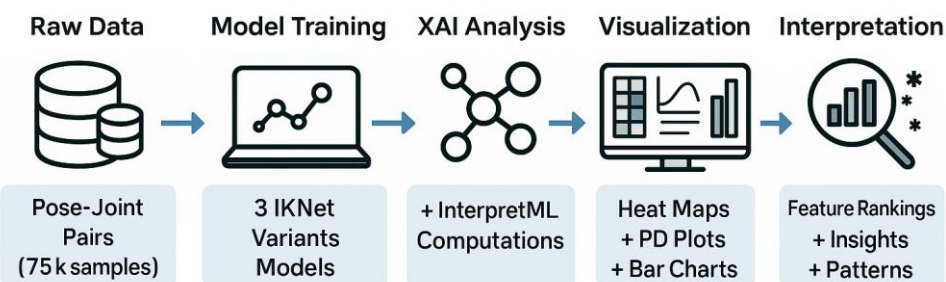 Raw Data
Model Training
XAI Analysis
Visualization
Interpretation
Pose-Joint
Pairs
(75 k samples)
3 IKNet
Variants
Models
+ InterpretML
Computations
Heat Maps
+ PD Plots
+ Bar Charts
Feature Rankings
+ Insights
+ Patterns